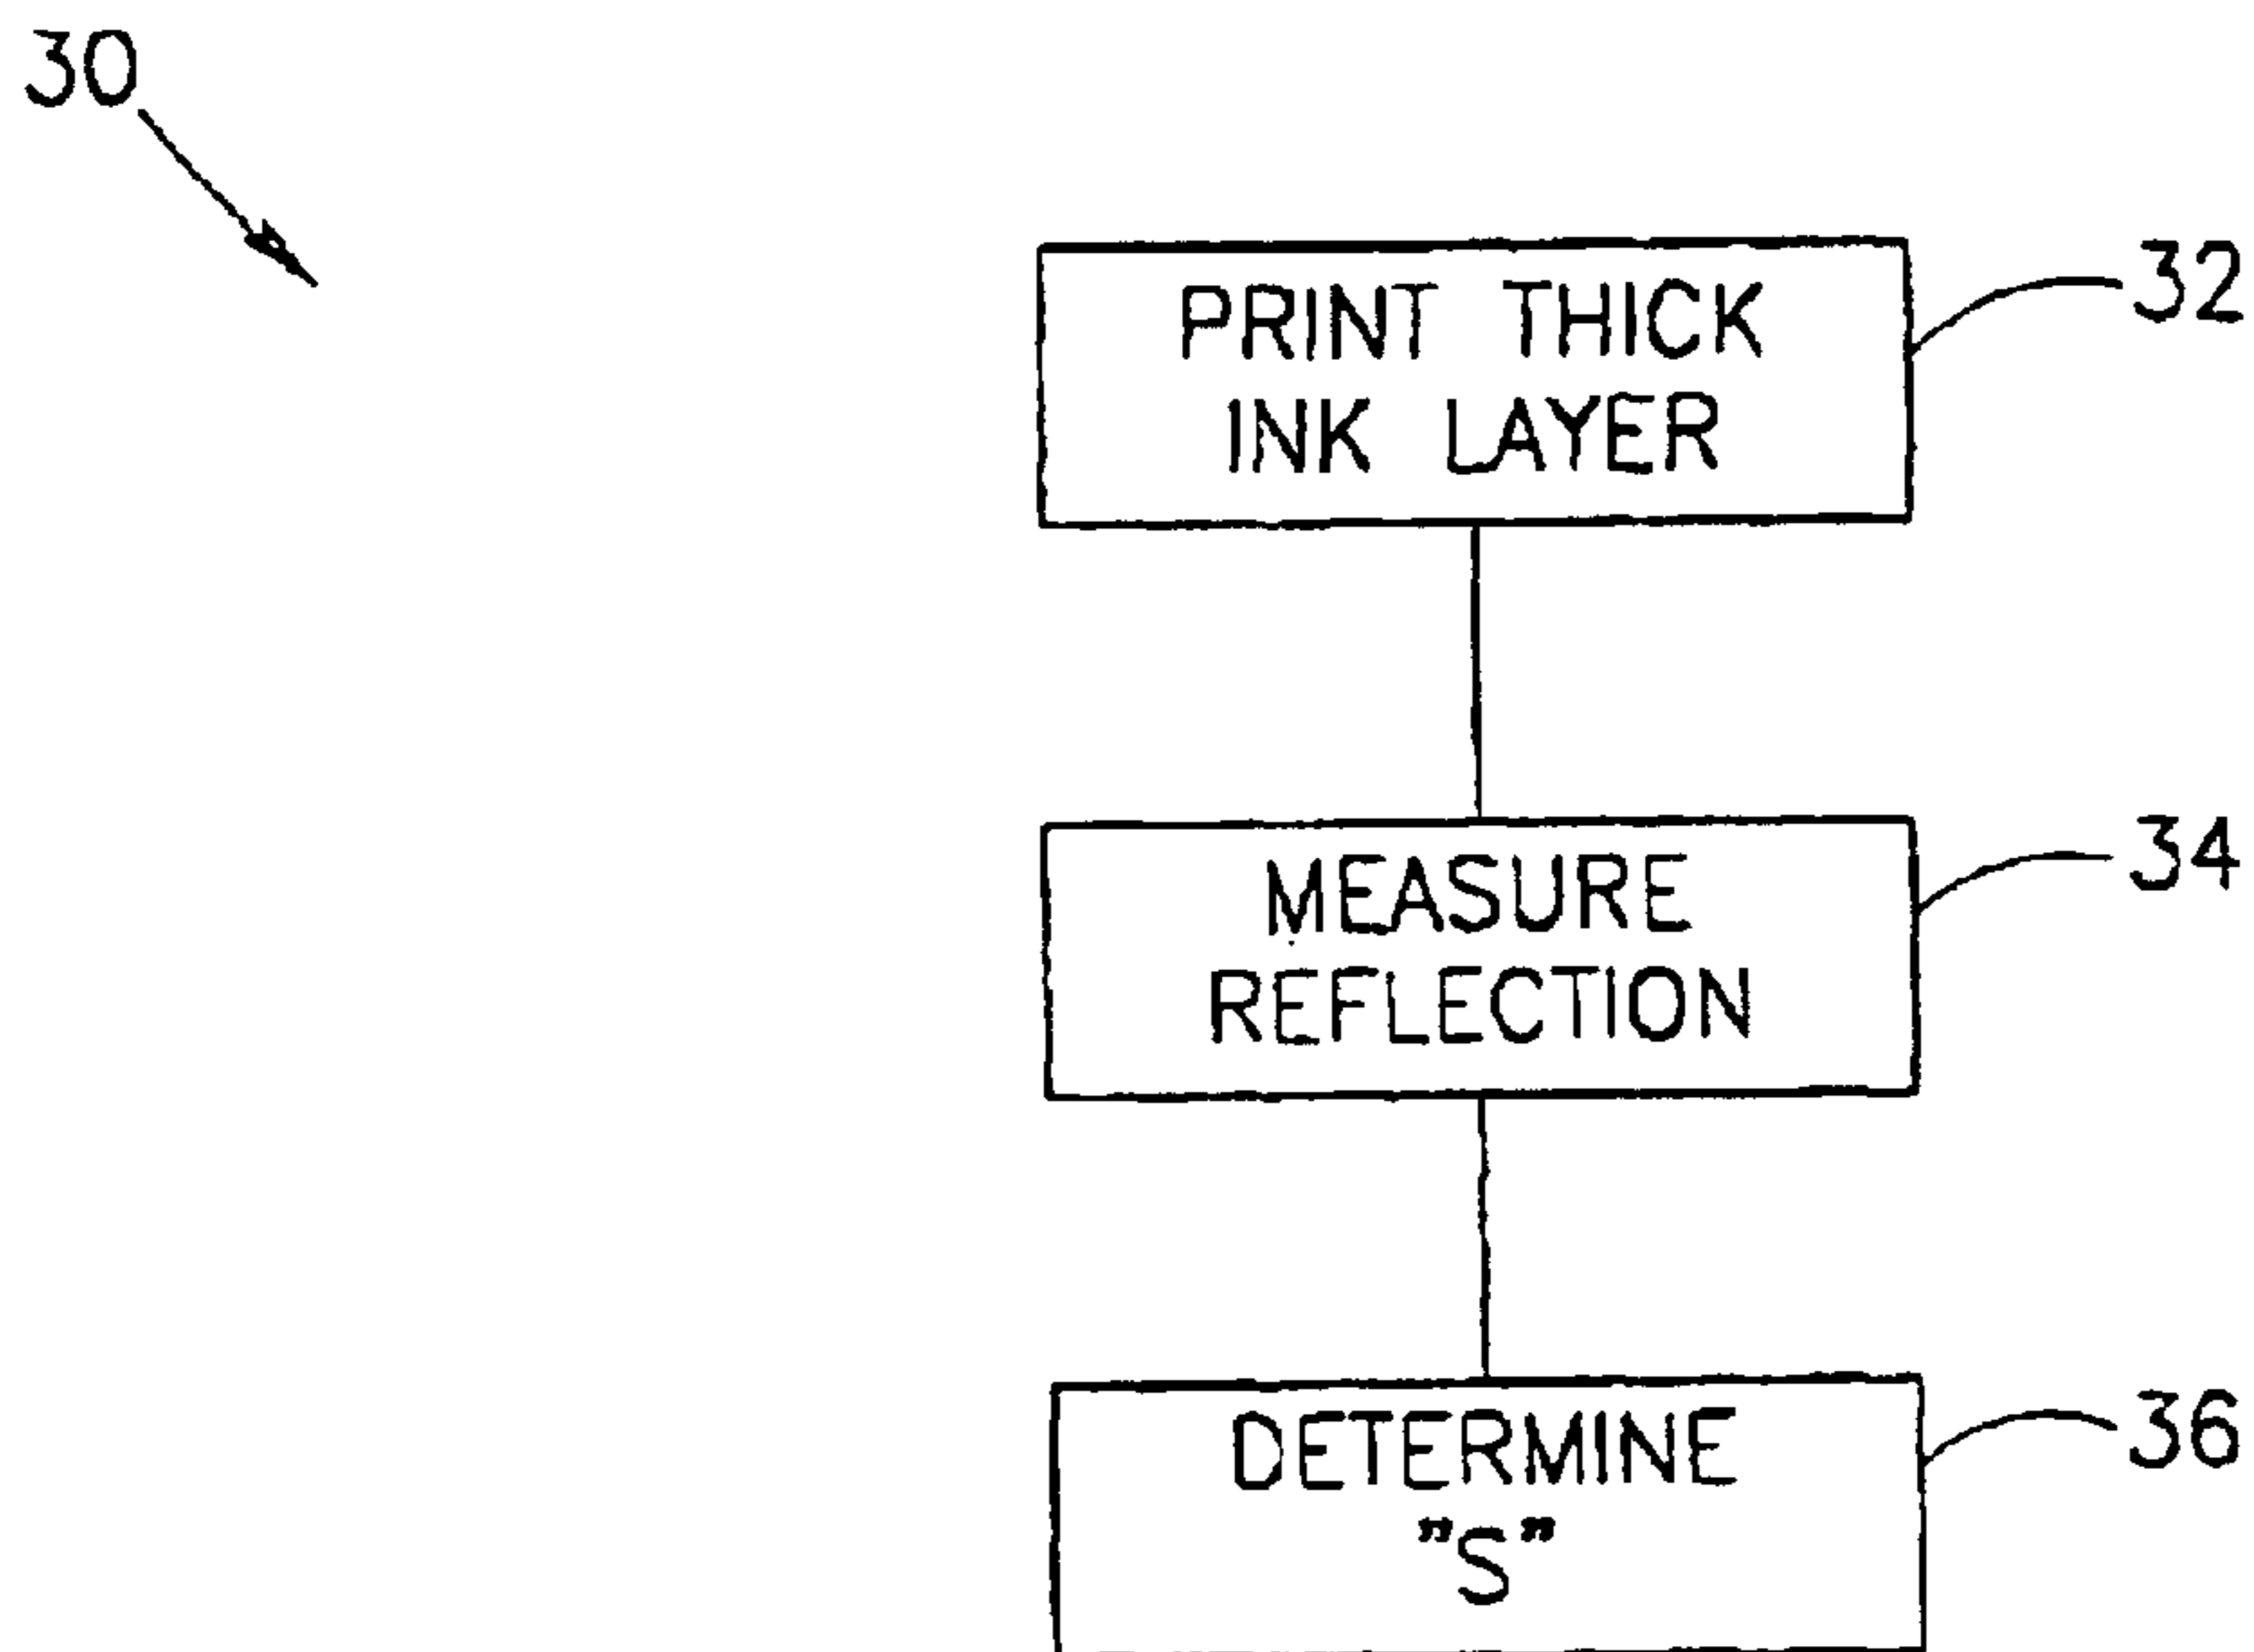 30
PRINT THICK
INK LAYER
32
MEASURE
REFLECTION
34
DETERMINE
"S"
36